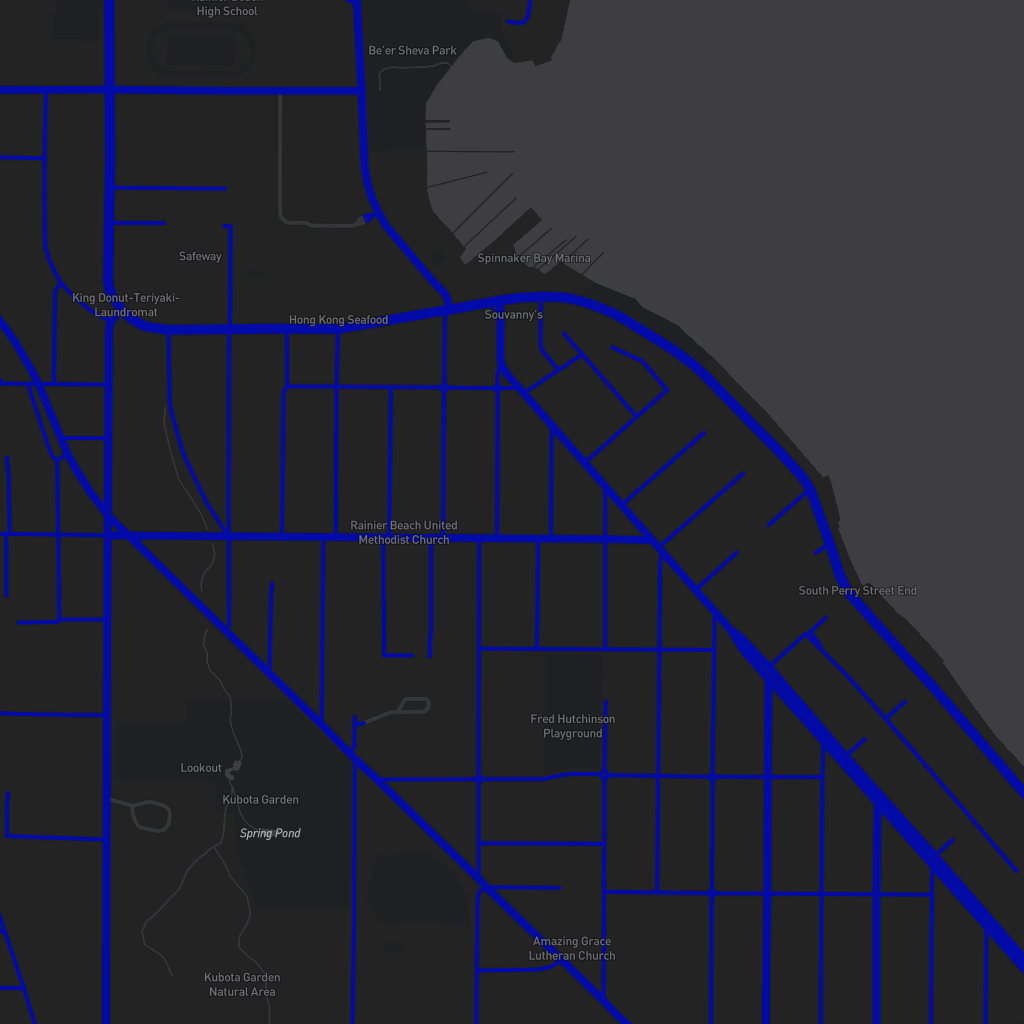 Rainier Beach
High School
Be'er Sheva Park
Safeway
Spinnaker Bay Marina
King Donut-Teriyaki-
Laundromat
Hong Kong Seafood
Souvanny's
Rainier Beach United
Methodist Church
South Perry Street End
Fred Hutchinson
Playground
Lookout
Kubota Garden
Spring Pond
Amazing Grace
Lutheran Church
Kubota Garden
Natural Area